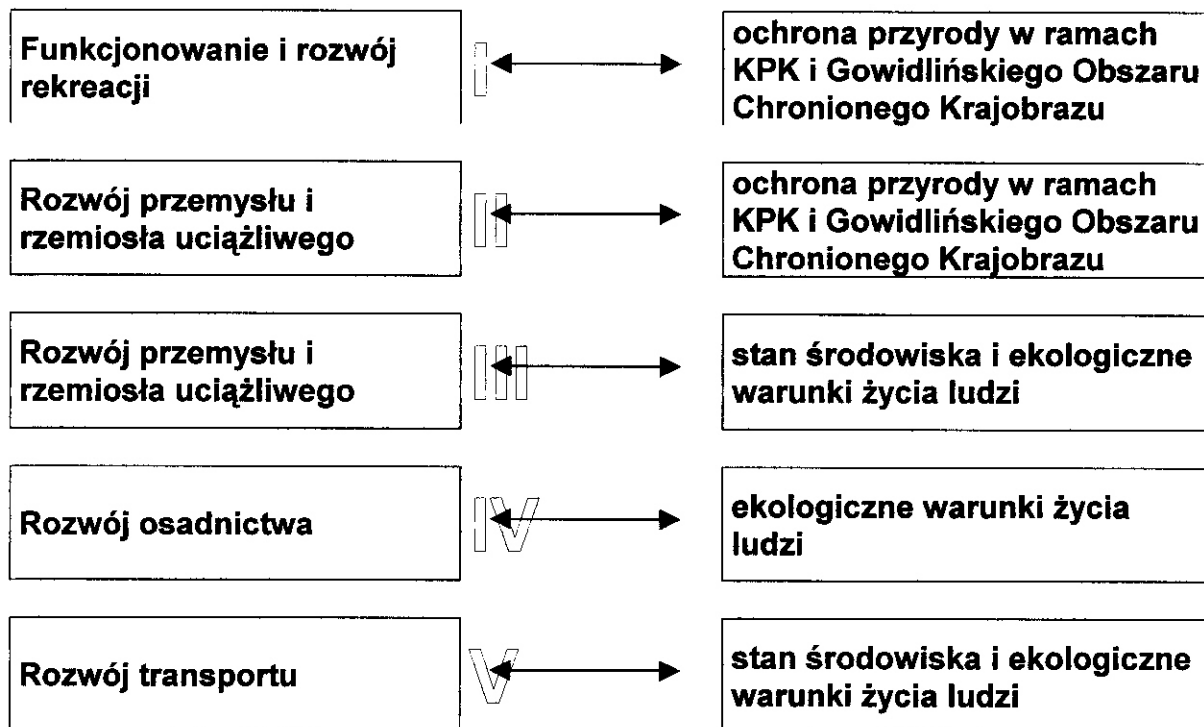 Funkcjonowanie i rozwój
rekreacji
I
ochrona przyrody w ramach
KPK i Gowidlińskiego Obszaru
Chronionego Krajobrazu
Rozwój przemysłu i
rzemiosła uciążliwego
II
ochrona przyrody w ramach
KPK i Gowidlińskiego Obszaru
Chronionego Krajobrazu
Rozwój przemysłu i
rzemiosła uciążliwego
III
stan środowiska i ekologiczne
warunki życia ludzi
Rozwój osadnictwa
IV
ekologiczne warunki życia
ludzi
Rozwój transportu
V
stan środowiska i ekologiczne
warunki życia ludzi